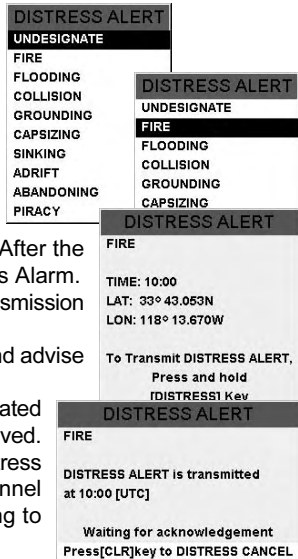 DISTRESS ALERT
UNDESIGNATE
FIRE
FLOODING
COLLISION
GROUNDING
CAPSIZING
SINKING
ADRIFT
ABANDONING
PIRACY
DISTRESS ALERT
UNDESIGNATE
FIRE
FLOODING
COLLISION
GROUNDING
CAPSIZING
After the
s Alarm.
smission
nd advise
ated
ved.
tress
nnel
ng to
DISTRESS ALERT
FIRE
TIME: 10:00
LAT: 33° 43.053N
LON: 118° 13.670W
To Transmit DISTRESS ALERT,
Press and hold
[DISTRESS] Key
DISTRESS ALERT
FIRE
DISTRESS ALERT is transmitted
at 10:00 [UTC]
Waiting for acknowledgement
Press[CLR]key to DISTRESS CANCEL